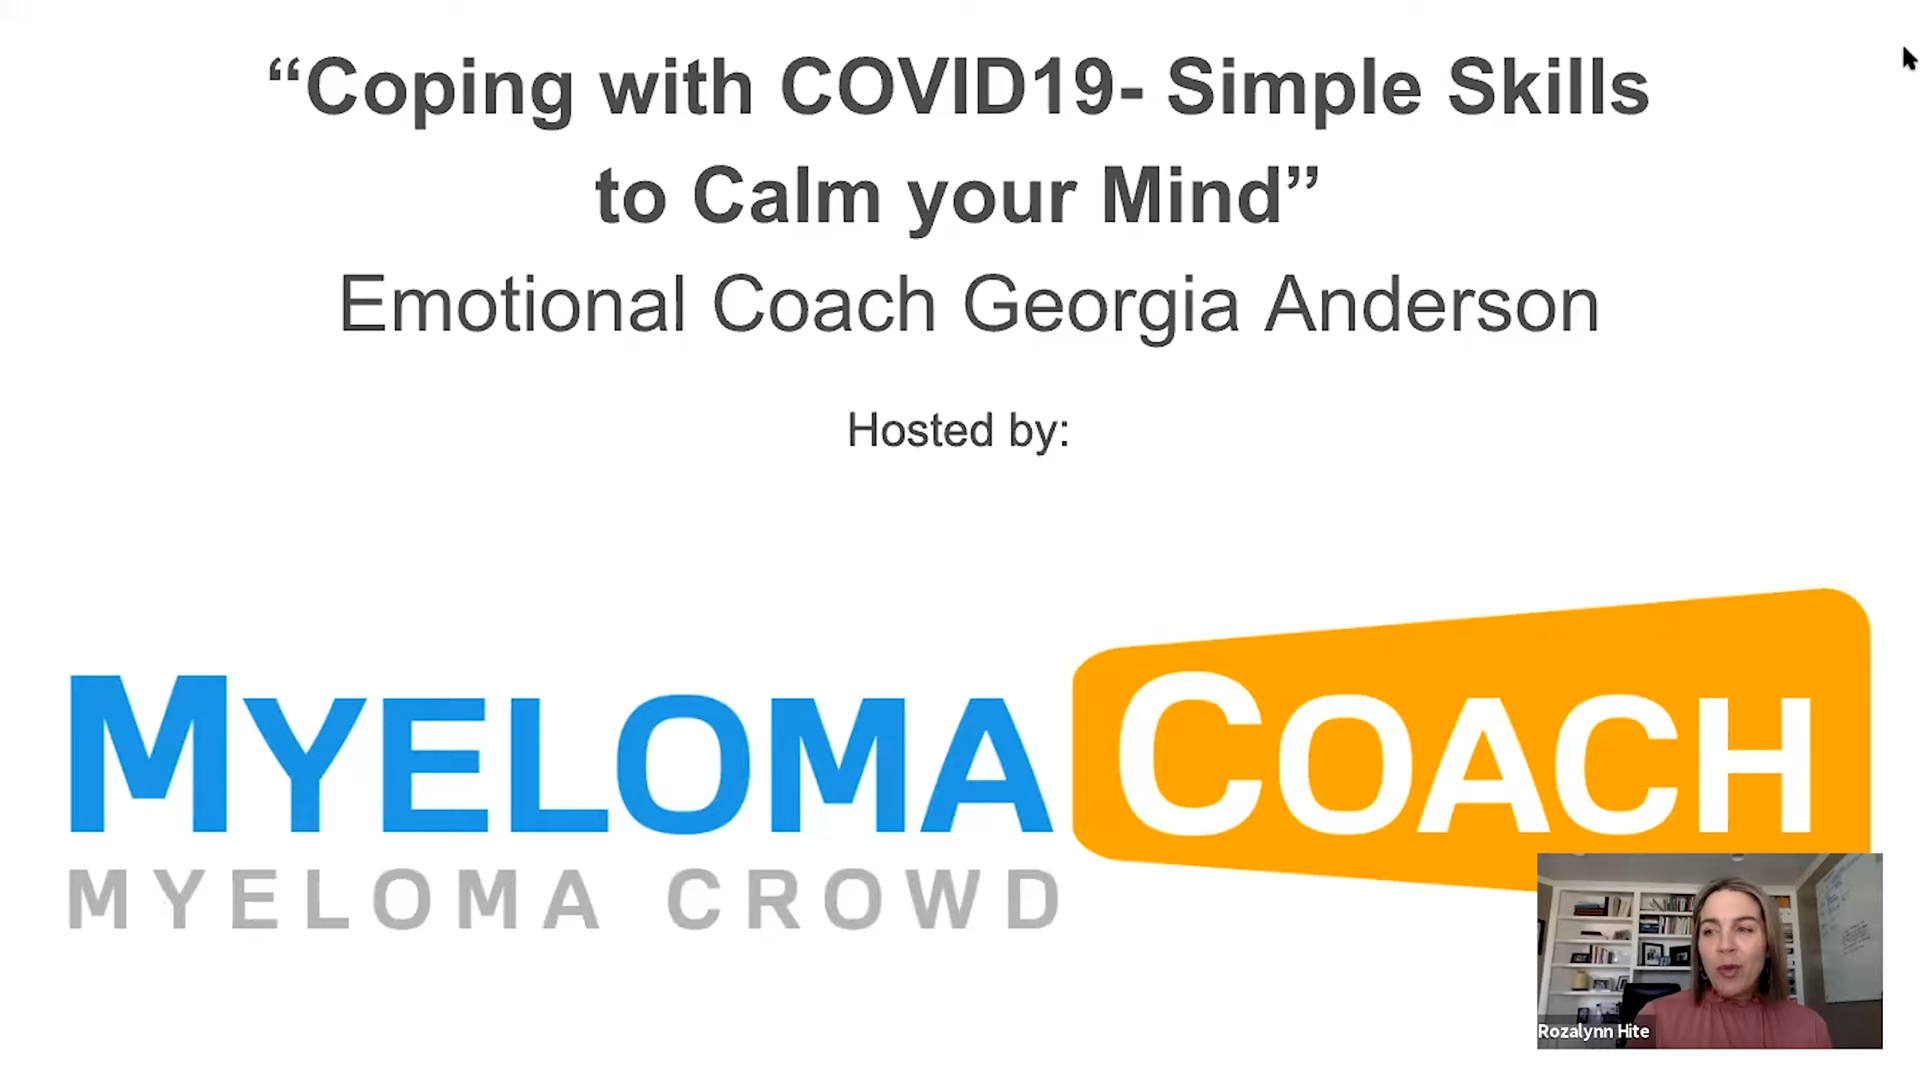 “Coping with COVID19- Simple Skills
to Calm your Mind”
Emotional Coach Georgia Anderson
Hosted by:
MYELOMA COACH
MYELOMA CROWD
Rozalynn Hite